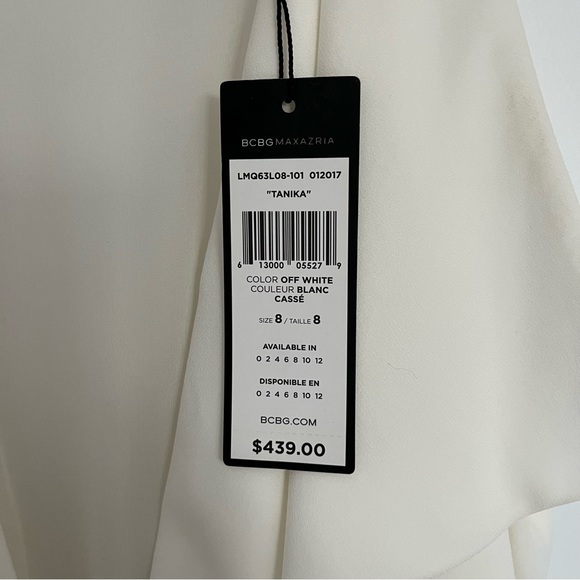 BCBGMAXAZRIA
LMQ63L08-101 012017
"TANIKA"
6 13000 05527 9
COLOR OFF WHITE
COULEUR BLANC
CASSÉ
SIZE 8 / TAILLE 8
AVAILABLE IN
0 2 4 6 8 10 12
DISPONIBLE EN
0 2 4 6 8 10 12
BCBG.COM
$439.00